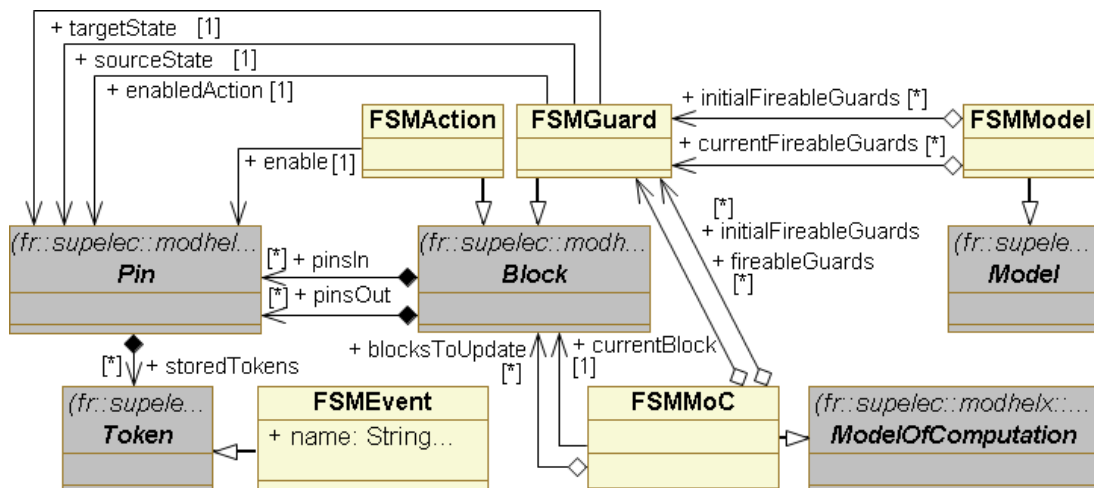 + targetState [1]
+ sourceState [1]
+ enabledAction [1]
+ initialFireableGuards [*]
FSMAction
FSMGuard
FSMModel
+ currentFireableGuards [*]
+ enable [1]
[*]
+ initialFireableGuards
+ fireableGuards
[*]
(fr::supelec::modhel...
Pin
[*] + pinsIn
[*] + pinsOut
(fr::supelec::modh...
Block
(fr::supele...
Model
+ blocksToUpdate
[*]
+ currentBlock
[1]
[*] + storedTokens
(fr::supele...
Token
FSMEvent
+ name: String...
FSMMoC
(fr::supelec::modhelx::...
ModelOfComputation